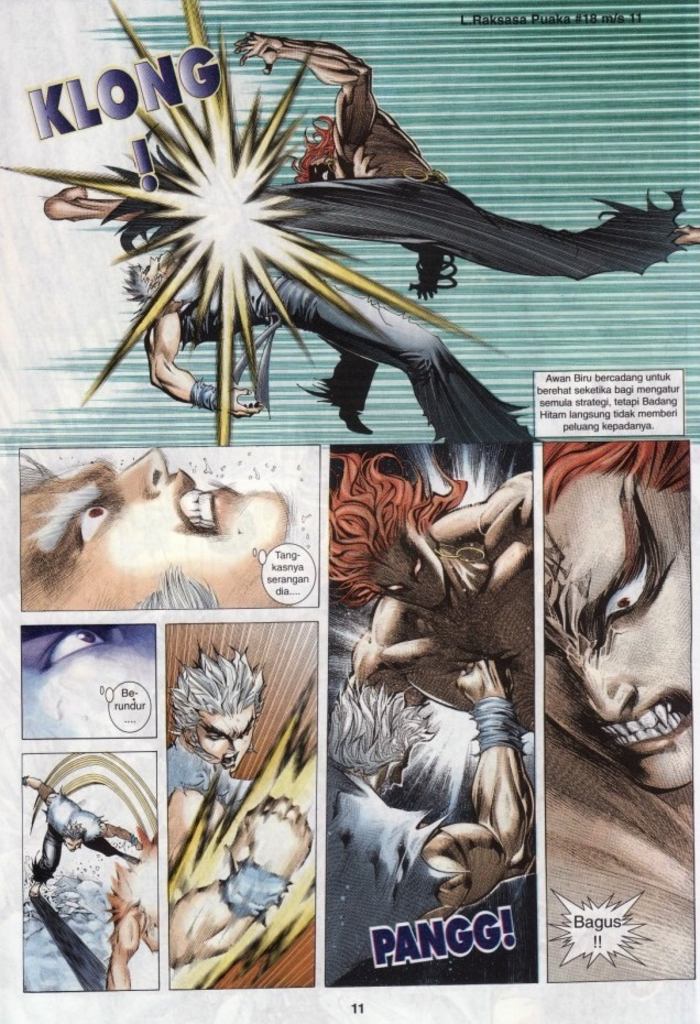 L.Raksasa Puaka #18 m/s 11
KLONG
!
Awan Biru bercadang untuk
berehat seketika bagi mengatur
semula strategi, tetapi Badang
Hitam langsung tidak memberi
peluang kepadanya.
Tang-
kasnya
serangan
dia....
Be-
rundur
....
PANGG!
Bagus
!!
11